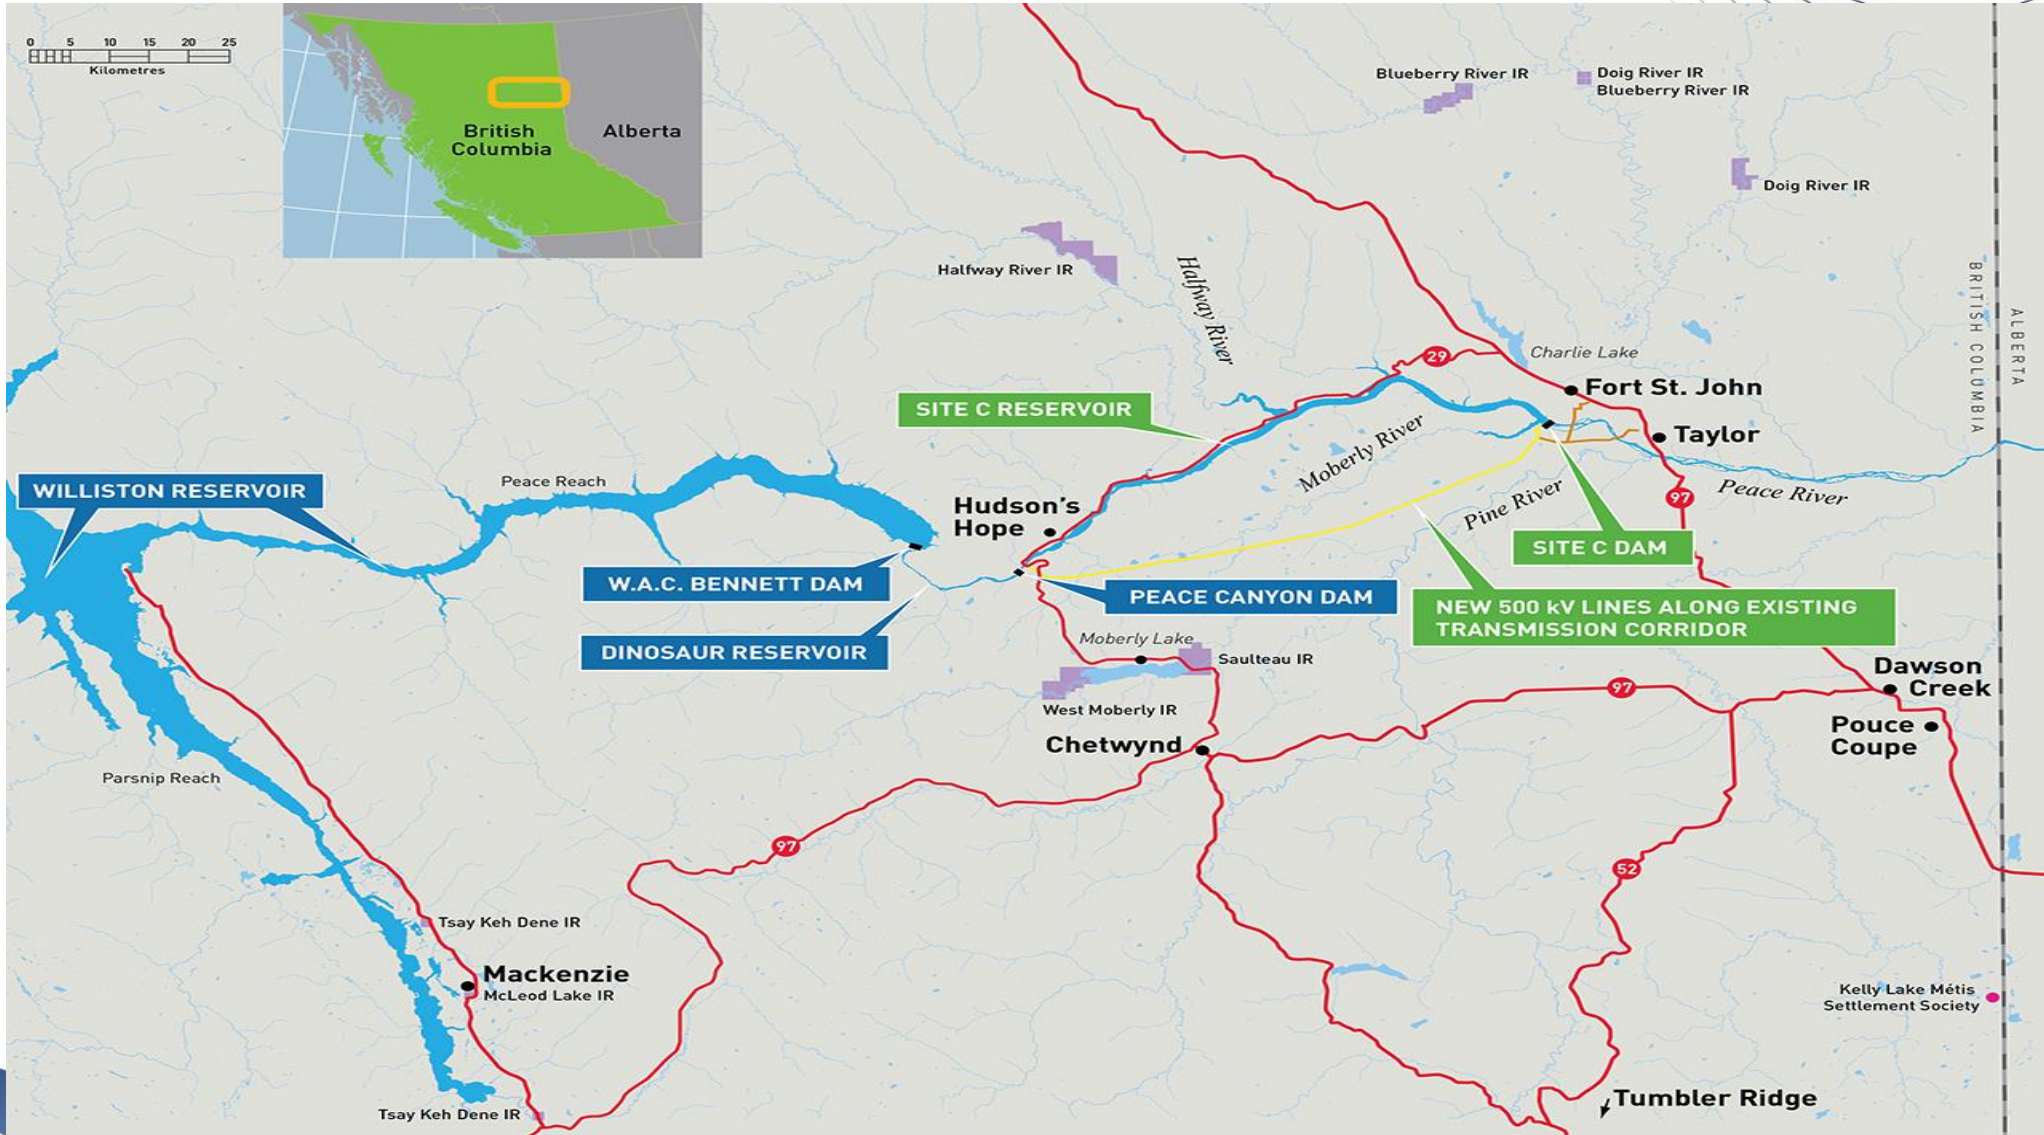 0 5 10 15 20 25
Kilometres
British
Columbia
Alberta
Blueberry River IR
Doig River IR
Blueberry River IR
Doig River IR
Halfway River IR
Halfway River
BRITISH COLUMBIA
ALBERTA
29
Charlie Lake
Fort St. John
SITE C RESERVOIR
Moberly River
Taylor
Peace Reach
WILLISTON RESERVOIR
Hudson's
Hope
Pine River
97
Peace River
SITE C DAM
W.A.C. BENNETT DAM
PEACE CANYON DAM
NEW 500 kV LINES ALONG EXISTING
TRANSMISSION CORRIDOR
DINOSAUR RESERVOIR
Moberly Lake
Saulteau IR
West Moberly IR
97
Dawson
Creek
Pouce
Coupe
Chetwynd
Parsnip Reach
97
52
Tsay Keh Dene IR
Mackenzie
McLeod Lake IR
Kelly Lake Métis
Settlement Society
Tsay Keh Dene IR
Tumbler Ridge